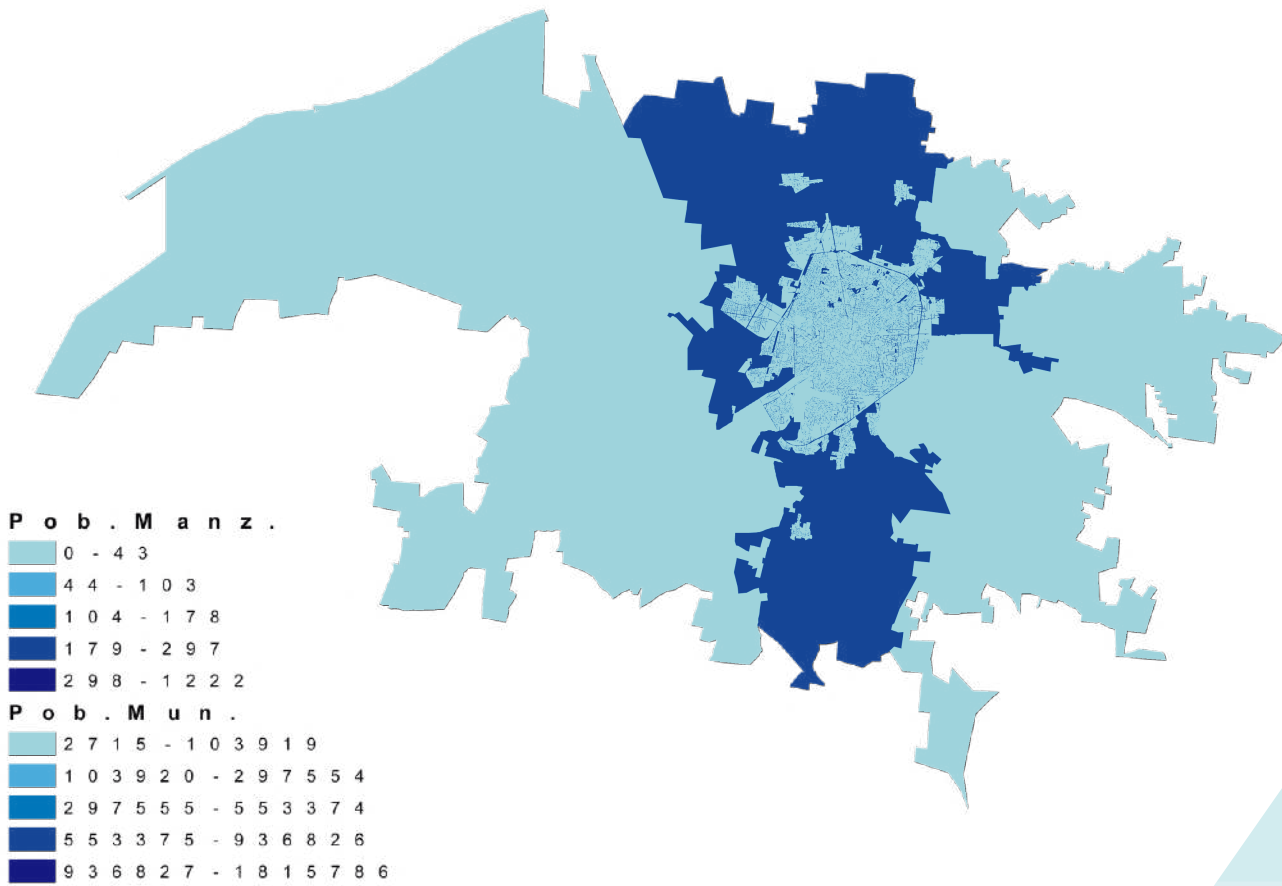 Pob.Manz.
0 - 43
44 - 103
104 - 178
179 - 297
298 - 1222
Pob.Mun.
2715 - 103919
103920 - 297554
297555 - 553374
553375 - 936826
936827 - 1815786